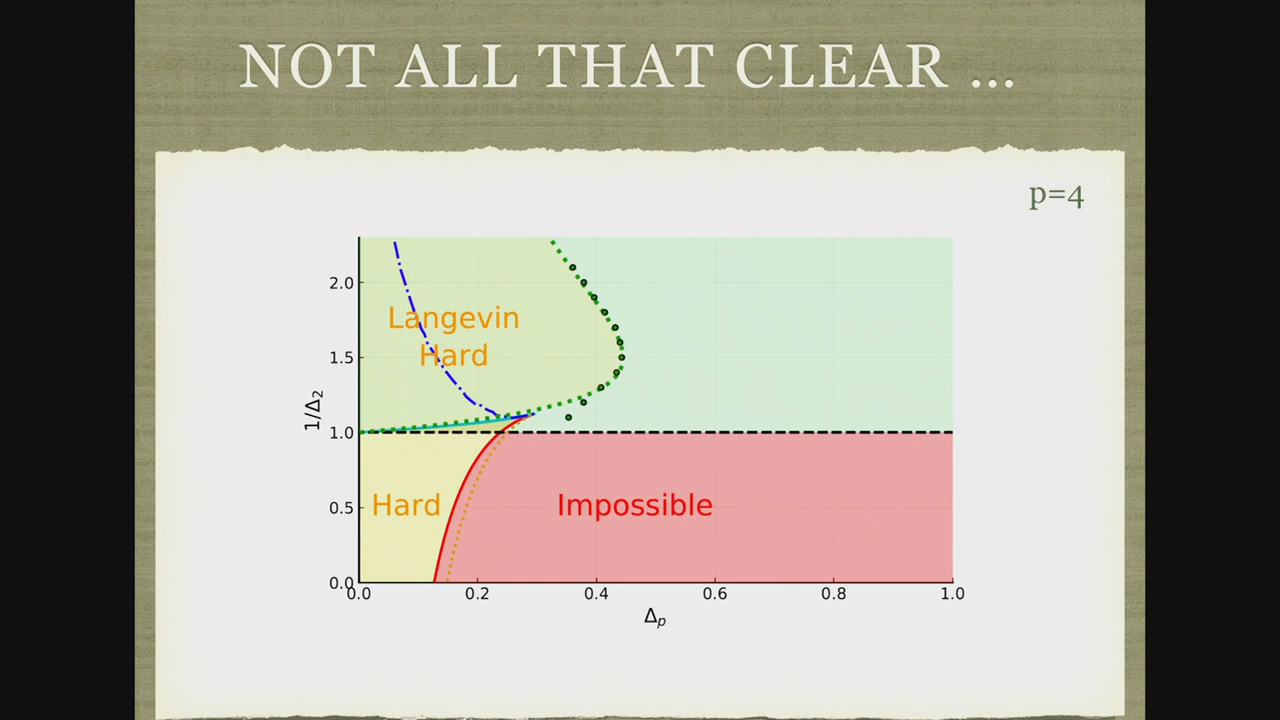 NOT ALL THAT CLEAR ...
p=4
2.0
1.5
1.0
0.5
0.0
1/Δ₂
Langevin
Hard
Hard
Impossible
0.0 0.2 0.4 0.6 0.8 1.0
Δₚ